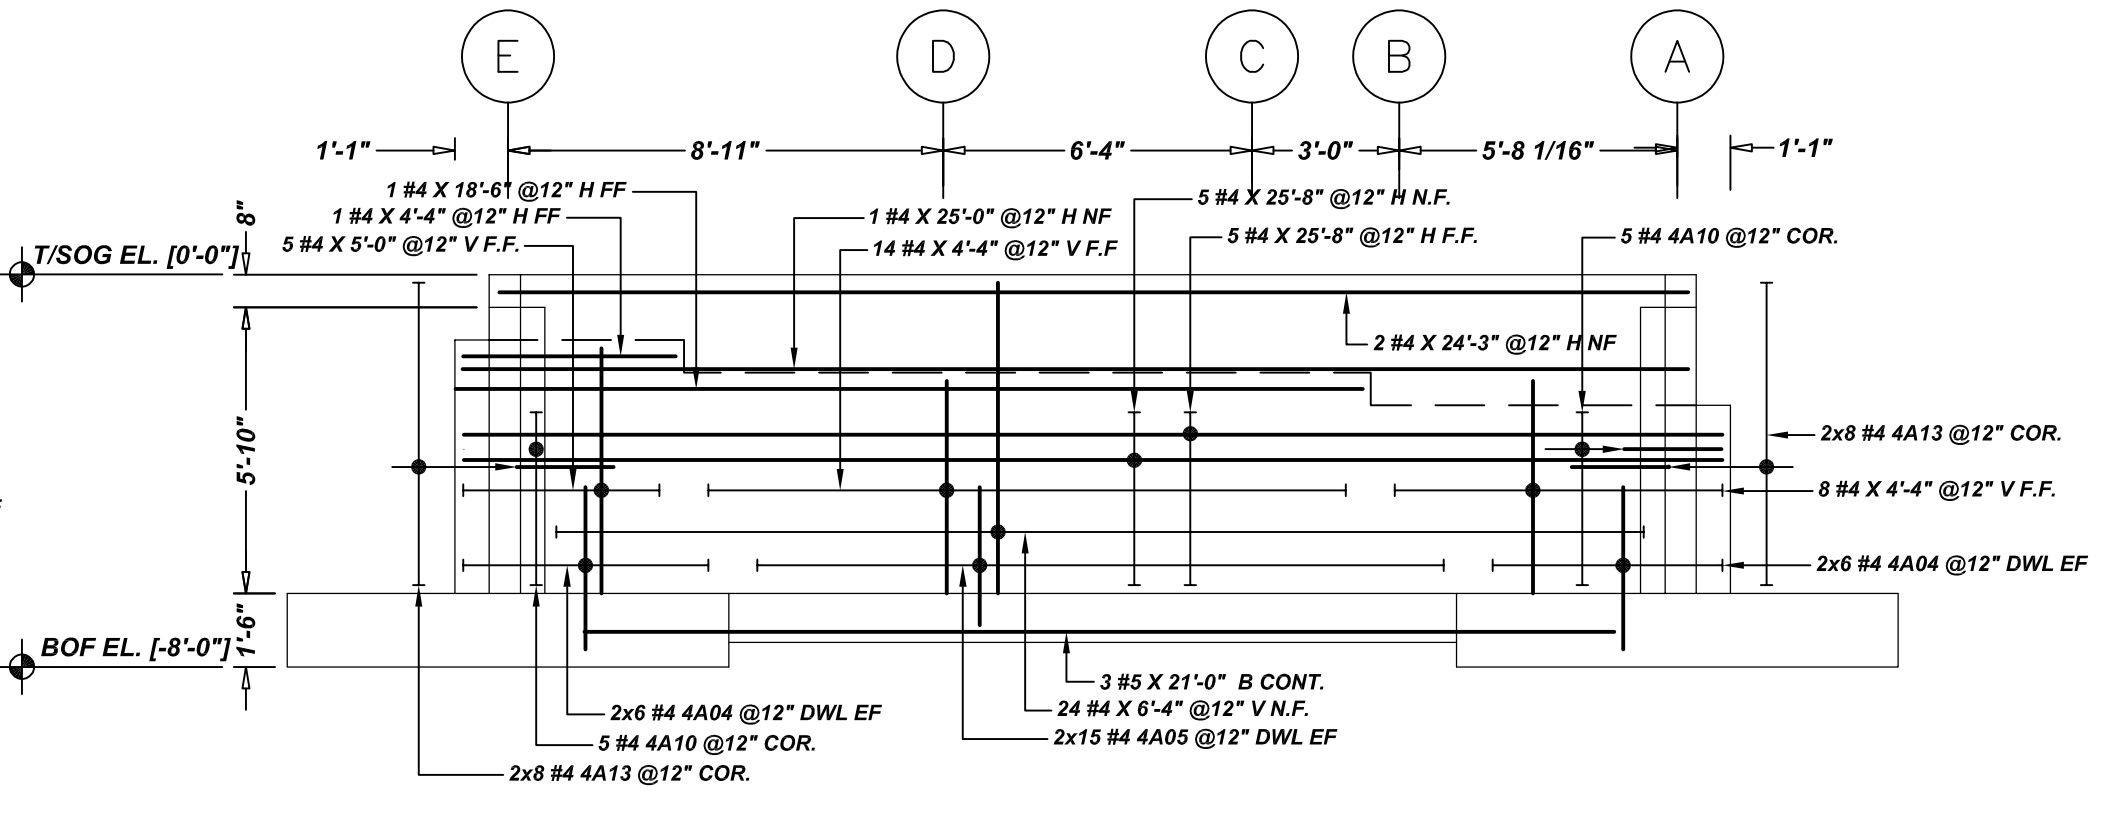 E
D
C
B
A
1'-1"
8'-11"
6'-4"
3'-0"
5'-8 1/16"
1'-1"
1 #4 X 18'-6" @12" H FF
1 #4 X 4'-4" @12" H FF
5 #4 X 5'-0" @12" V F.F.
1 #4 X 25'-0" @12" H NF
14 #4 X 4'-4" @12" V F.F
5 #4 X 25'-8" @12" H N.F.
5 #4 X 25'-8" @12" H F.F.
5 #4 4A10 @12" COR.
8"
T/SOG EL. [0'-0"]
2 #4 X 24'-3" @12" H NF
5'-10"
2x8 #4 4A13 @12" COR.
8 #4 X 4'-4" @12" V F.F.
2x6 #4 4A04 @12" DWL EF
1'-6"
BOF EL. [-8'-0"]
3 #5 X 21'-0" B CONT.
24 #4 X 6'-4" @12" V N.F.
2x15 #4 4A05 @12" DWL EF
2x6 #4 4A04 @12" DWL EF
5 #4 4A10 @12" COR.
2x8 #4 4A13 @12" COR.